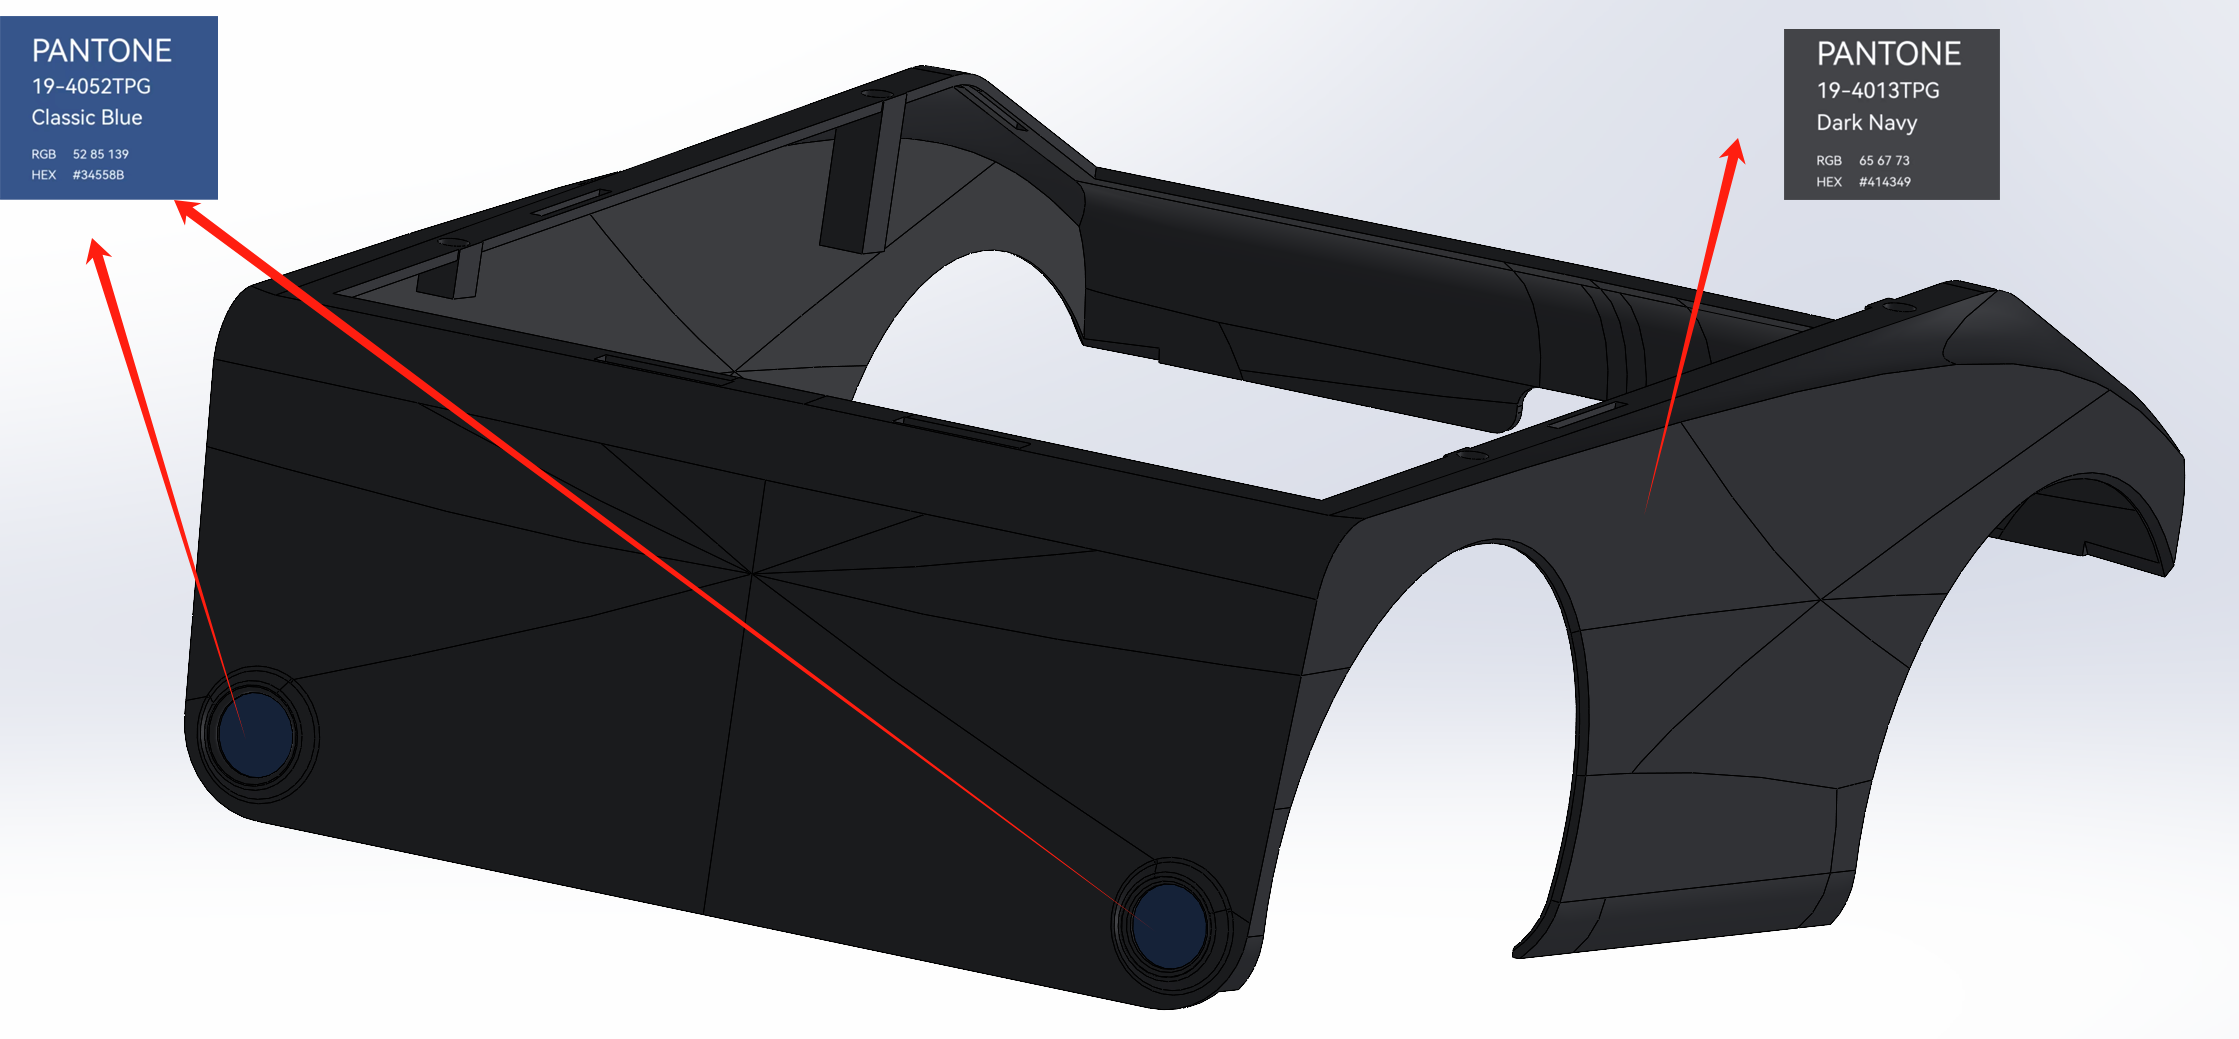 PANTONE
19-4052TPG
Classic Blue
RGB 52 85 139
HEX #34558B
PANTONE
19-4013TPG
Dark Navy
RGB 65 67 73
HEX #414349